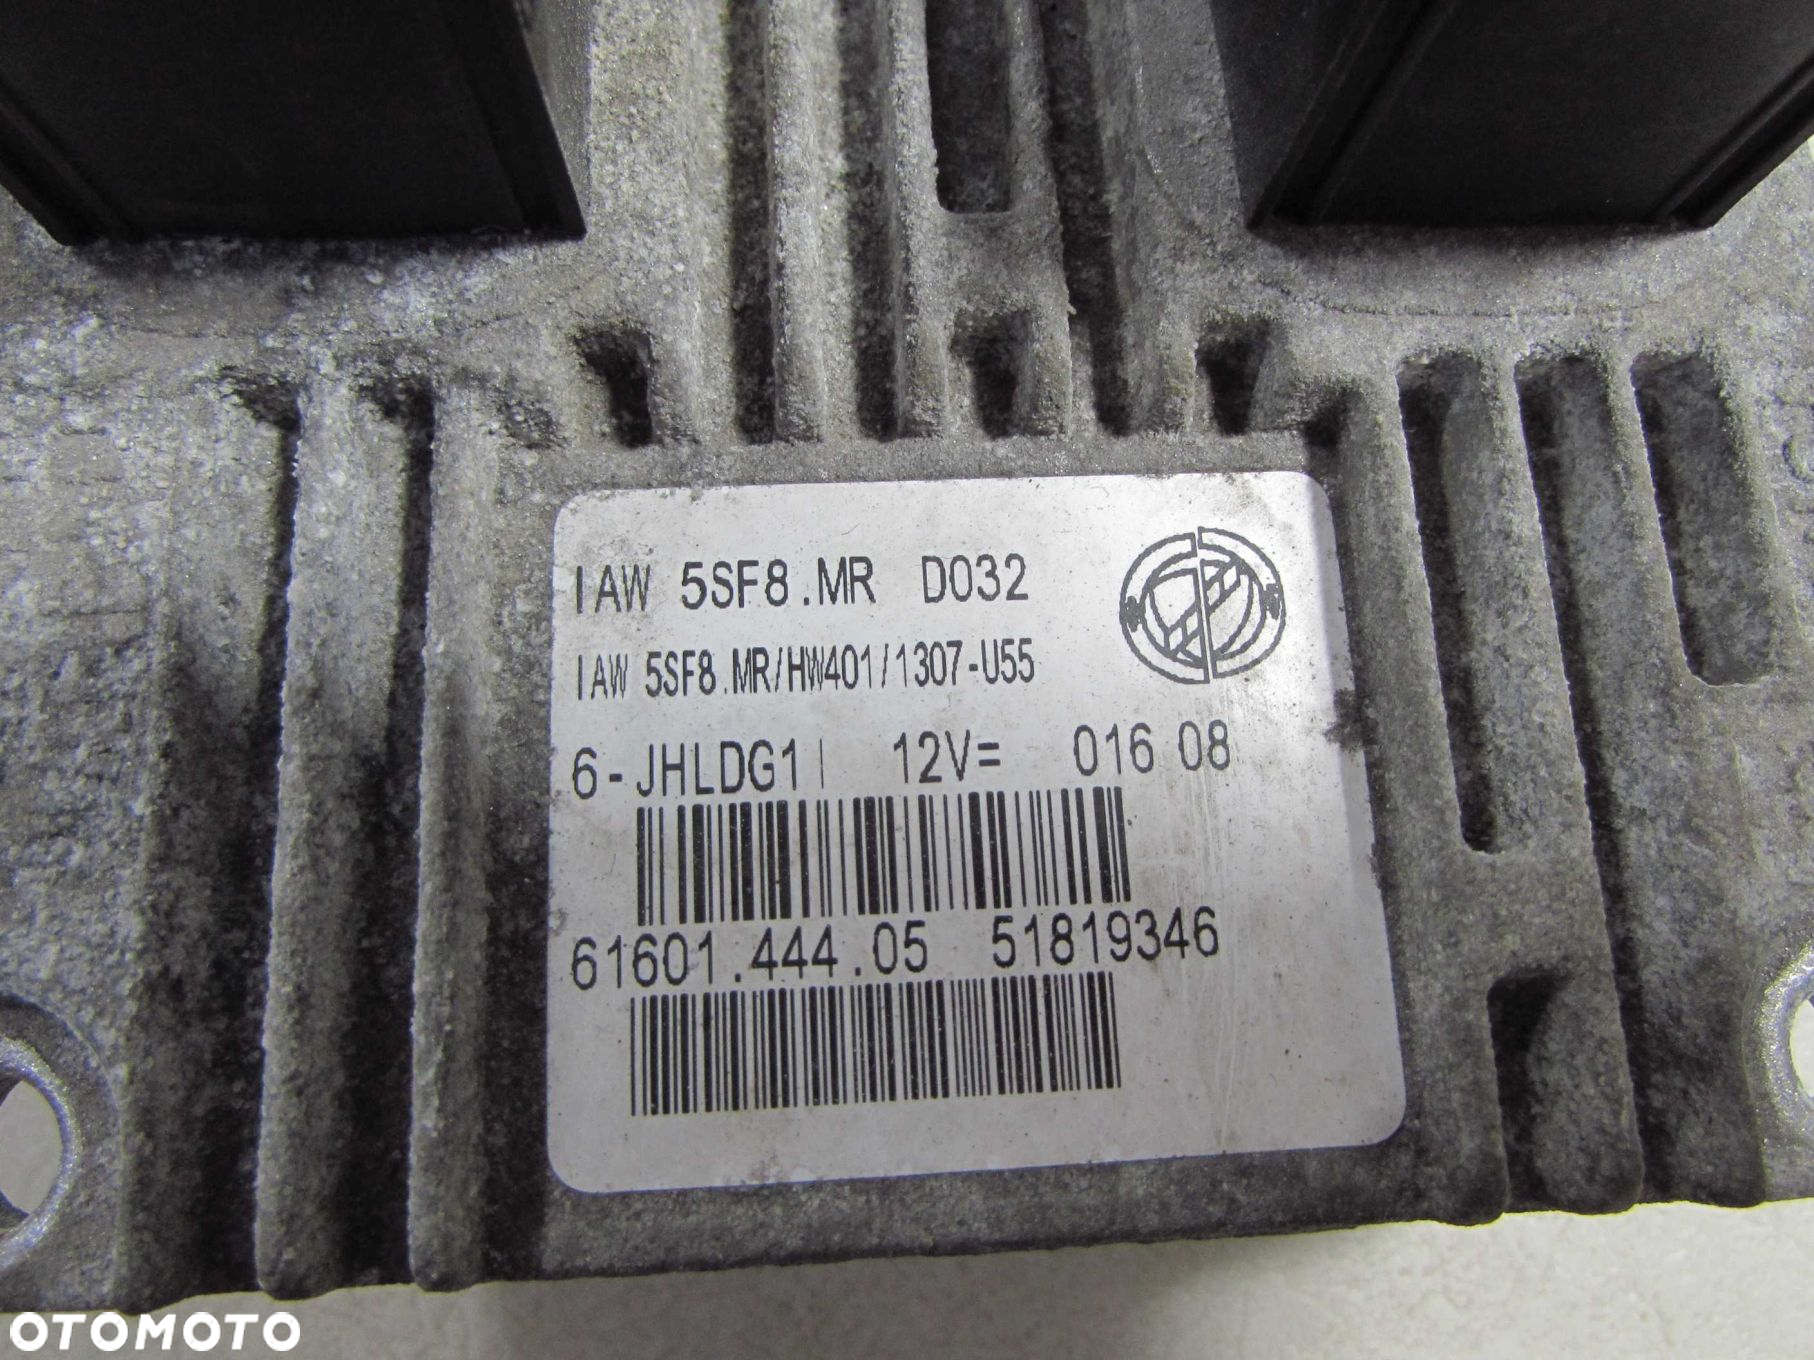 IAW 5SF8.MR D032
IAW 5SF8.MR/HW401/1307-U55
6-JHLDG1| 12V= 016 08
61601.444.05 51819346
OTOMOTO